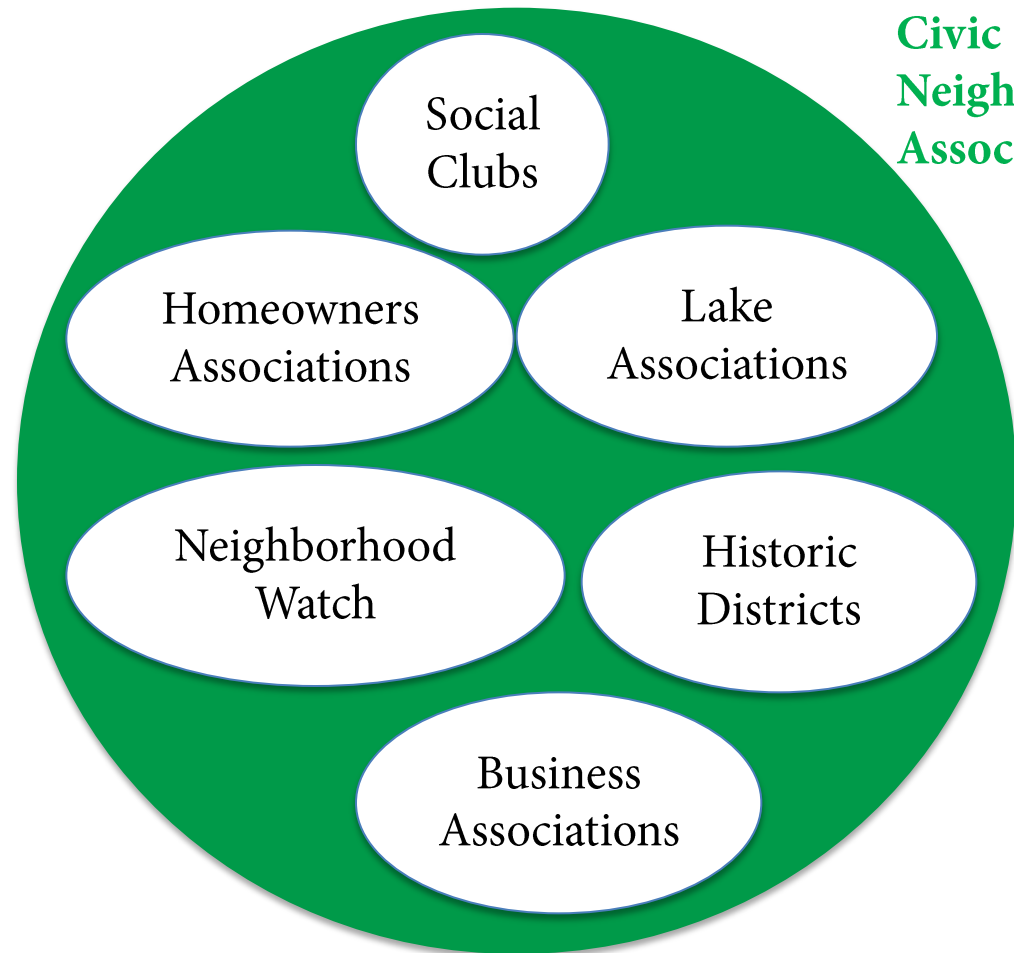 Civic
Neigh
Assoc
Social
Clubs
Homeowners
Associations
Lake
Associations
Neighborhood
Watch
Historic
Districts
Business
Associations